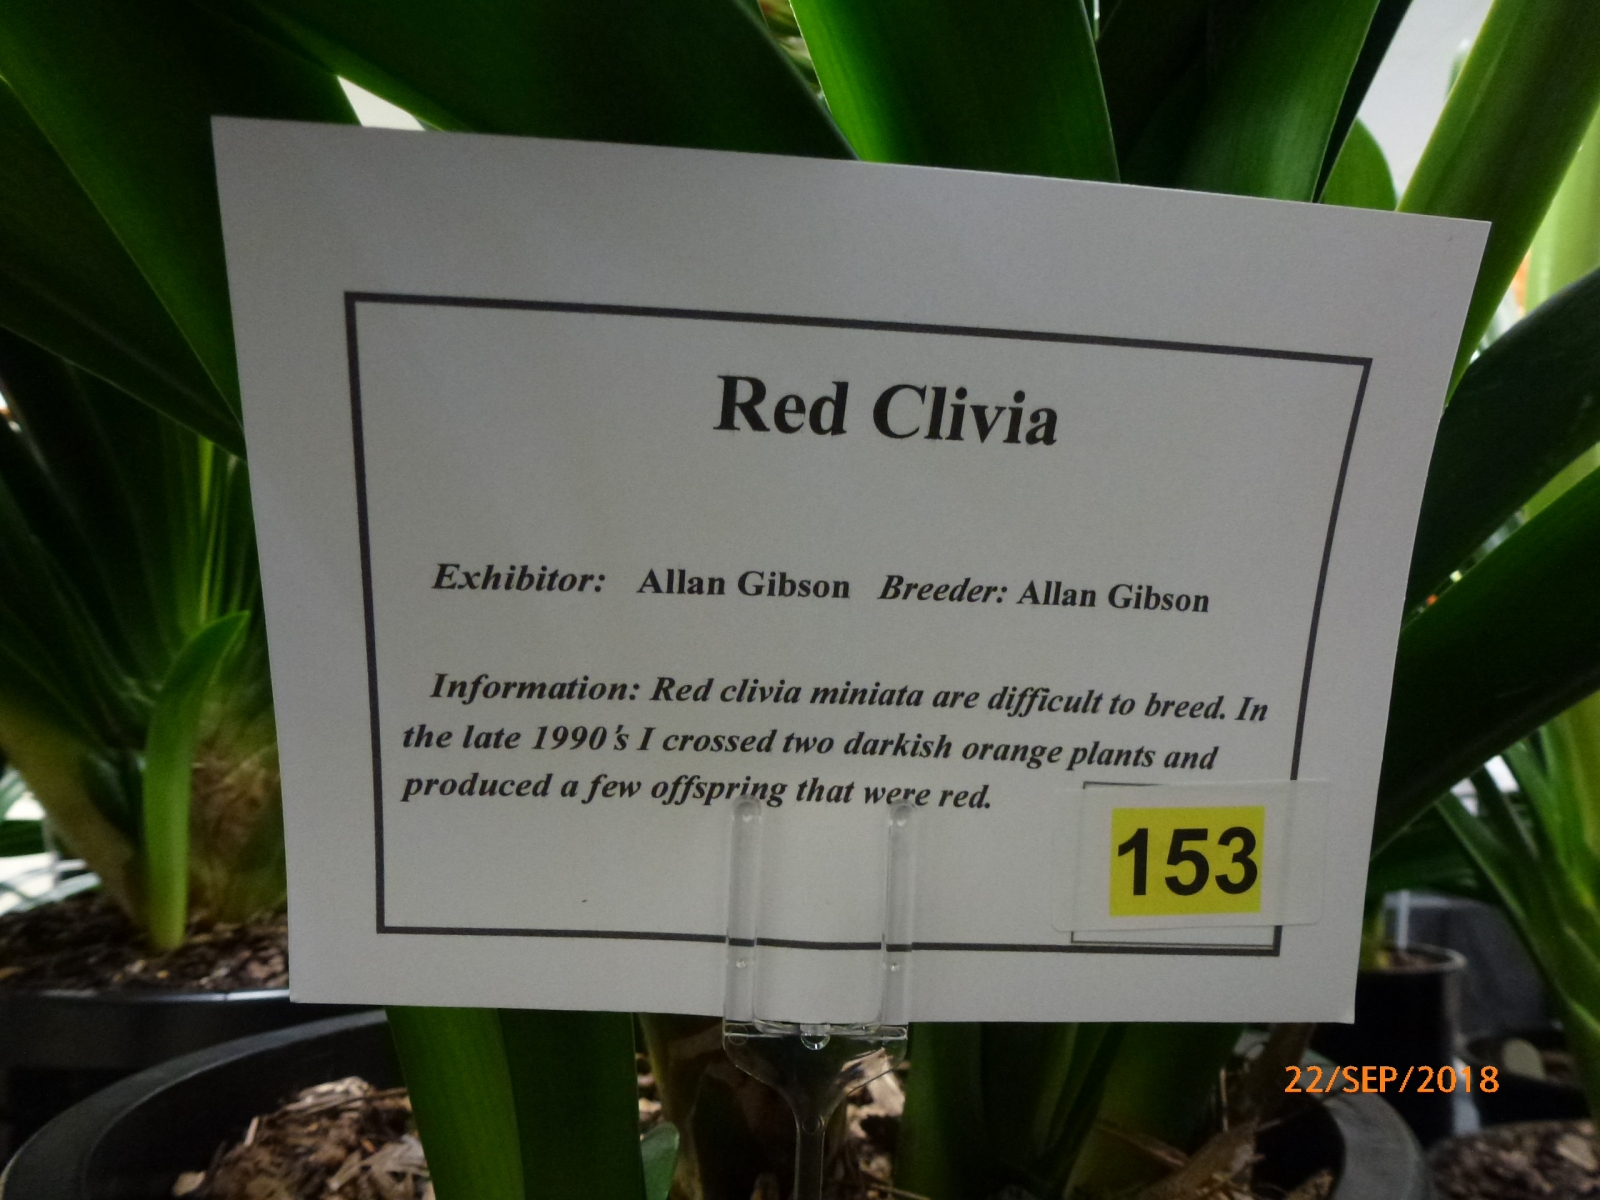 Red Clivia
Exhibitor: Allan Gibson Breeder: Allan Gibson
Information: Red clivia miniata are difficult to breed. In
the late 1990's I crossed two darkish orange plants and
produced a few offspring that were red.
153
22/SEP/2018